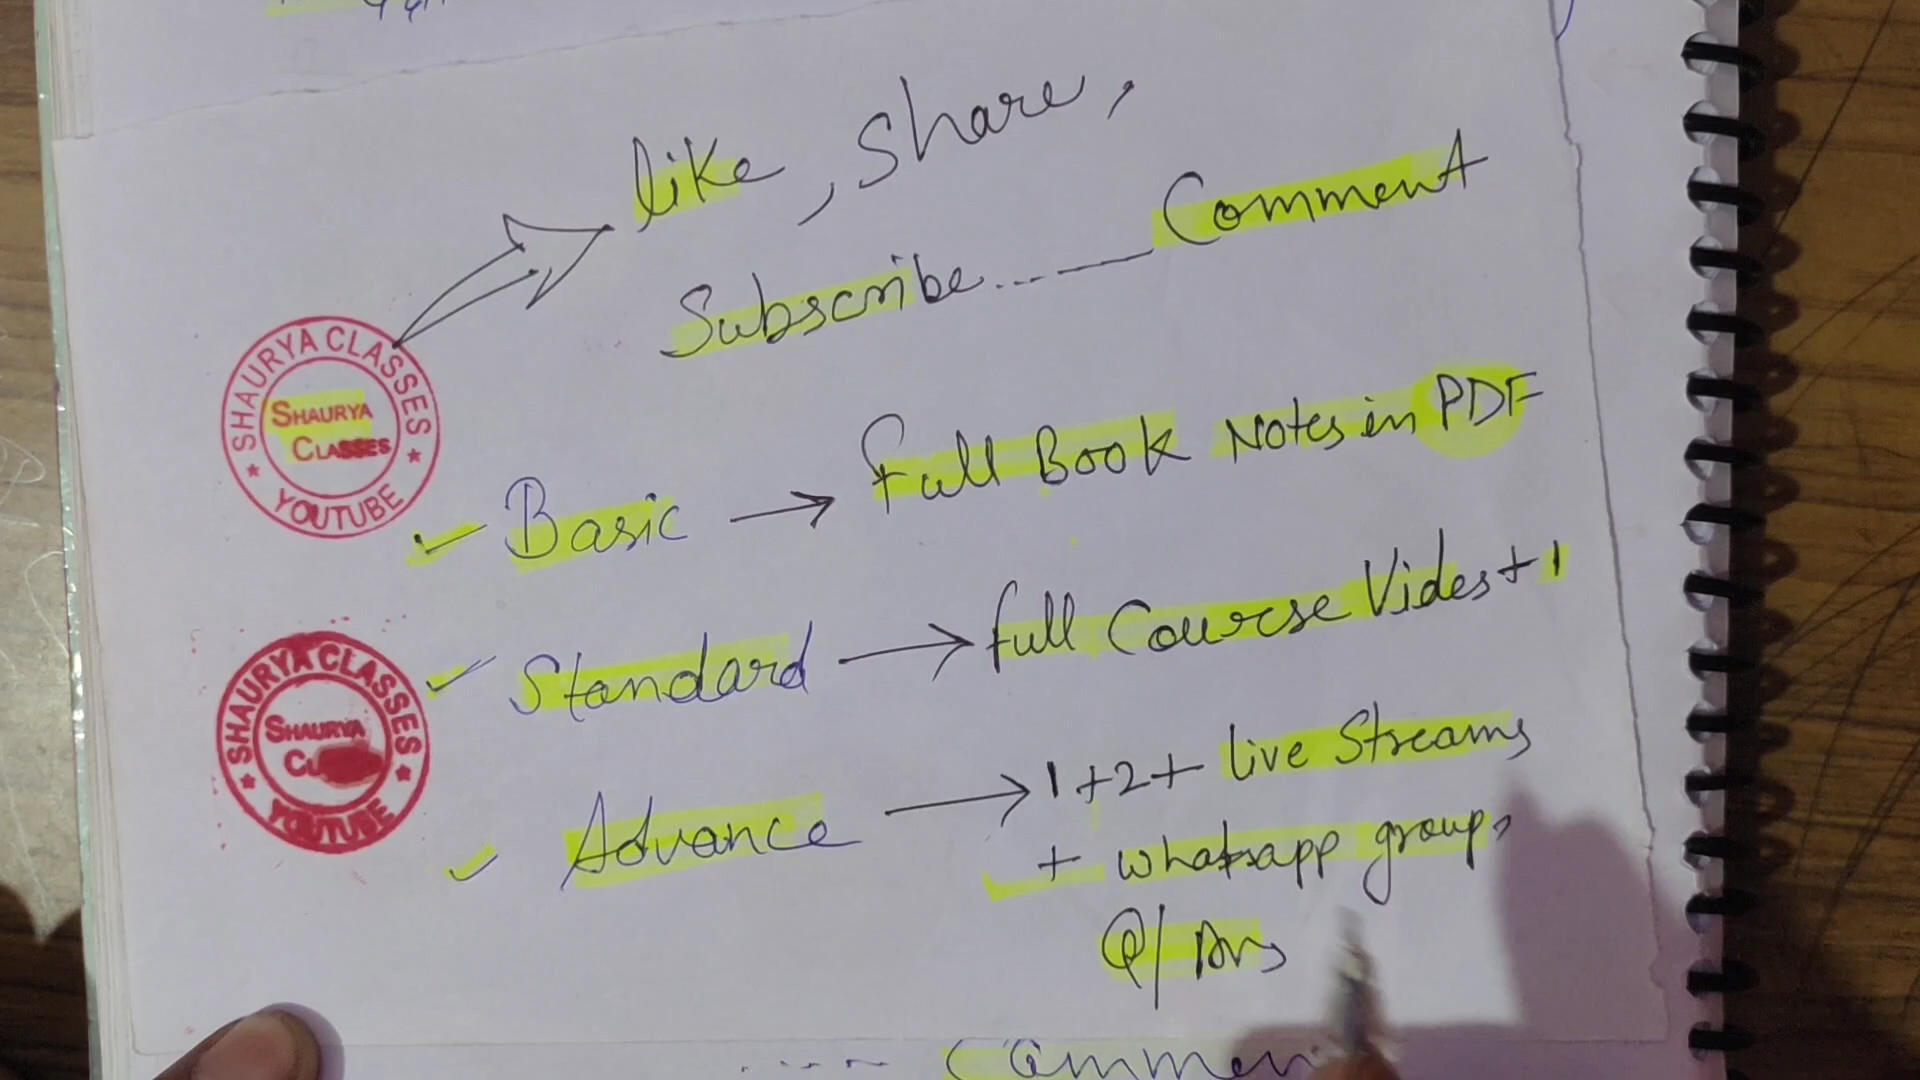 like, Share,
Subscribe....... Comment
SHAURYA CLASSES
SHAURYA
CLASSES
★ YOUTUBE ★
Basic → Full Book Notes in PDF
Standard → full Course Vides + 1
SHAURYA CLASSES
SHAURYA
★ YOUTUBE ★
Advance → 1+2+ live Streams
+ whatsapp group,
Q/Ans